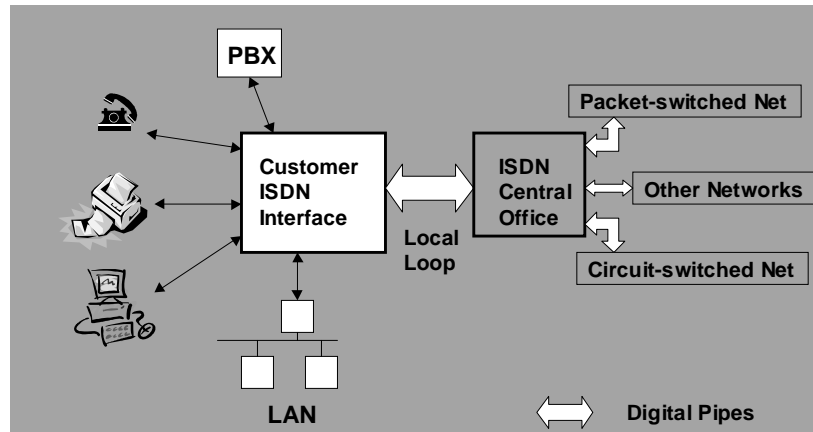 PBX
Customer
ISDN
Interface
Local
Loop
ISDN
Central
Office
Packet-switched Net
Other Networks
Circuit-switched Net
LAN
Digital Pipes